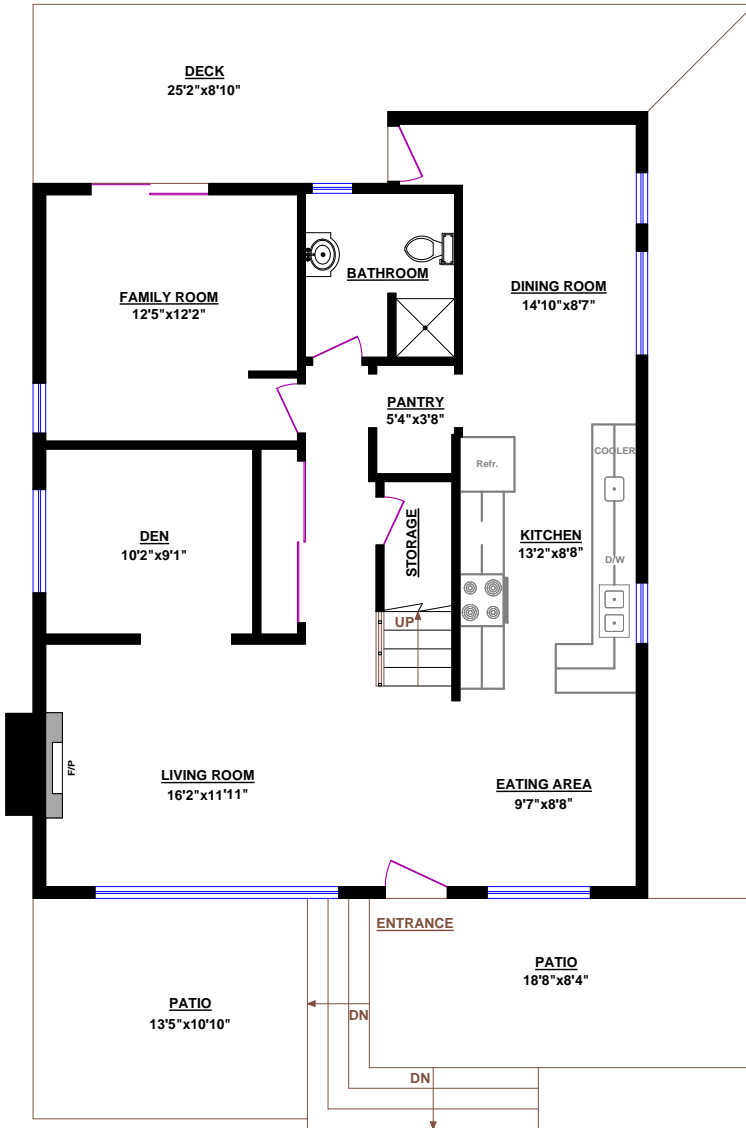 DECK
25'2"x8'10"
BATHROOM
FAMILY ROOM
12'5"x12'2"
DINING ROOM
14'10"x8'7"
PANTRY
5'4"x3'8"
Refr.
COOLER
DEN
10'2"x9'1"
STORAGE
KITCHEN
13'2"x8'8"
D/W
UP
F/P
LIVING ROOM
16'2"x11'11"
EATING AREA
9'7"x8'8"
ENTRANCE
PATIO
18'8"x8'4"
PATIO
13'5"x10'10"
DN
DN